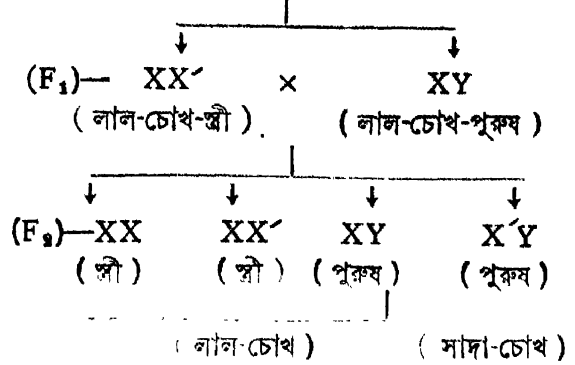 (F₁)— XX´ × XY
( লাল-চোখ-স্ত্রী ) . ( লাল-চোখ-পুরুষ )
(F₂)—XX XX´ XY X´Y
( স্ত্রী ) ( স্ত্রী ) ( পুরুষ ) ( পুরুষ )
( লাল-চোখ ) ( সাদা-চোখ )